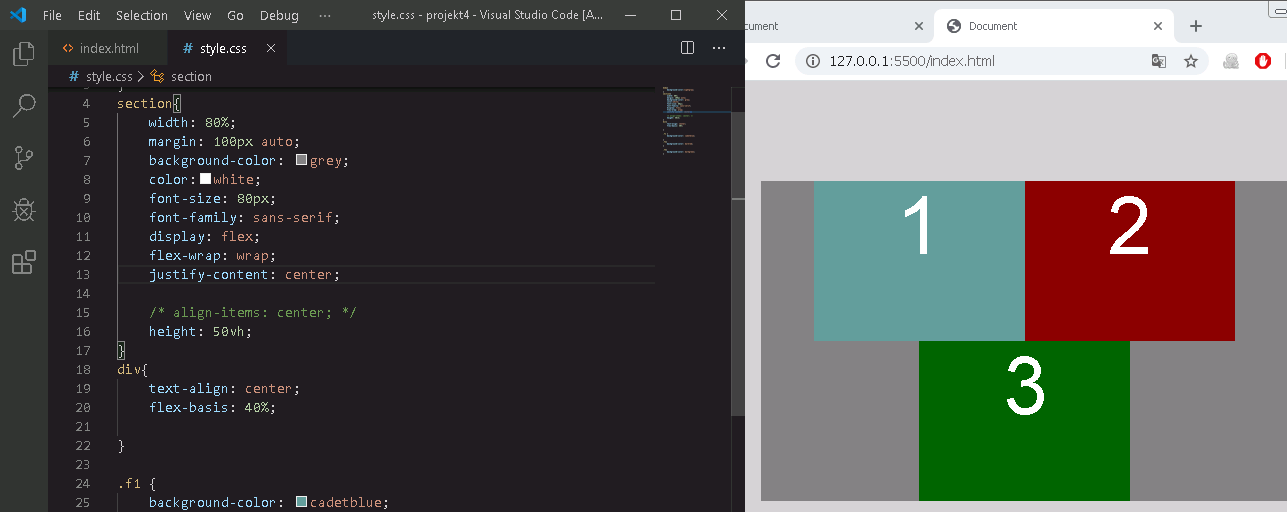 File Edit Selection View Go Debug ··· style.css - projekt4 - Visual Studio Code [A...
index.html # style.css
# style.css > section
4 section{
5 width: 80%;
6 margin: 100px auto;
7 background-color: grey;
8 color: white;
9 font-size: 80px;
10 font-family: sans-serif;
11 display: flex;
12 flex-wrap: wrap;
13 justify-content: center;
14
15 /* align-items: center; */
16 height: 50vh;
17 }
18 div{
19 text-align: center;
20 flex-basis: 40%;
21
22 }
23
24 .f1 {
25 background-color: cadetblue;
cument Document
127.0.0.1:5500/index.html
1 2
3